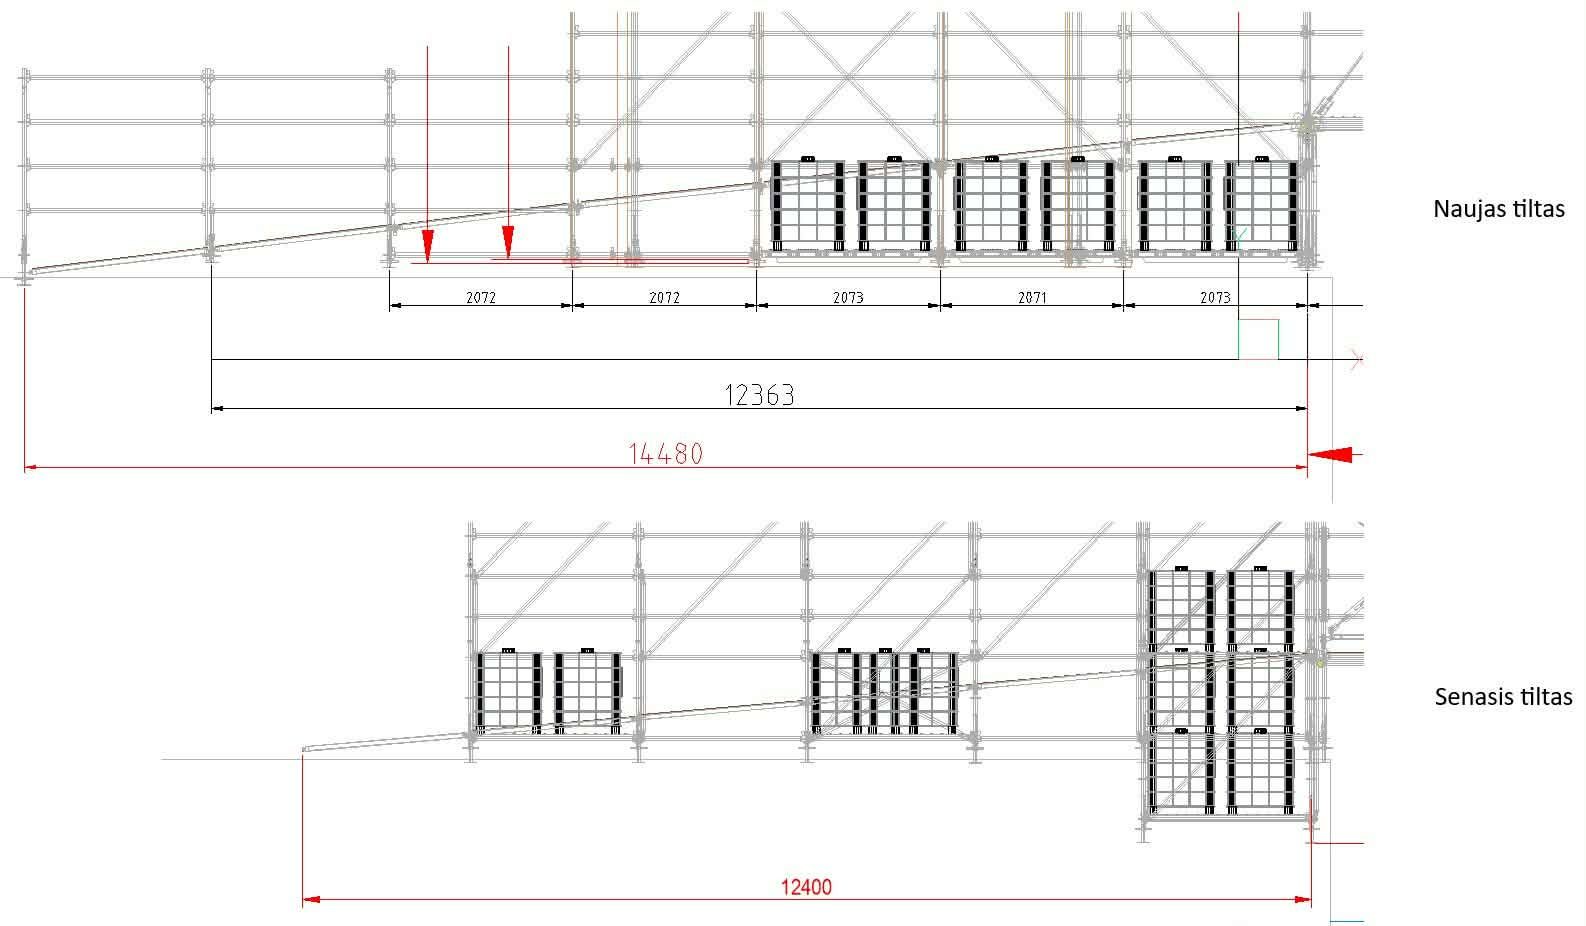 Naujas tiltas
2072 2072 2073 2071 2073
Y
X
12363
14480
Senasis tiltas
12400